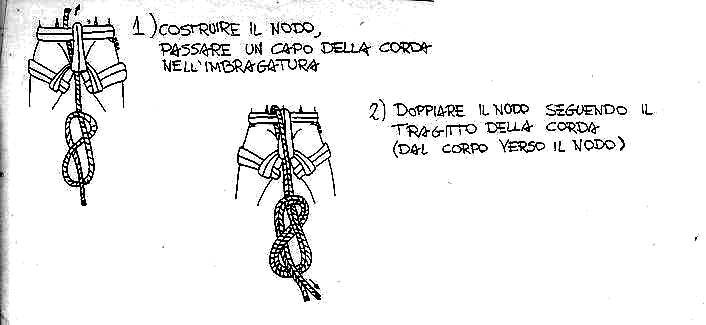 1) COSTRUIRE IL NODO,
PASSARE UN CAPO DELLA CORDA
NELL'IMBRAGATURA
2) DOPPIARE IL NODO SEGUENDO IL
TRAGITTO DELLA CORDA
(DAL CORPO VERSO IL NODO)